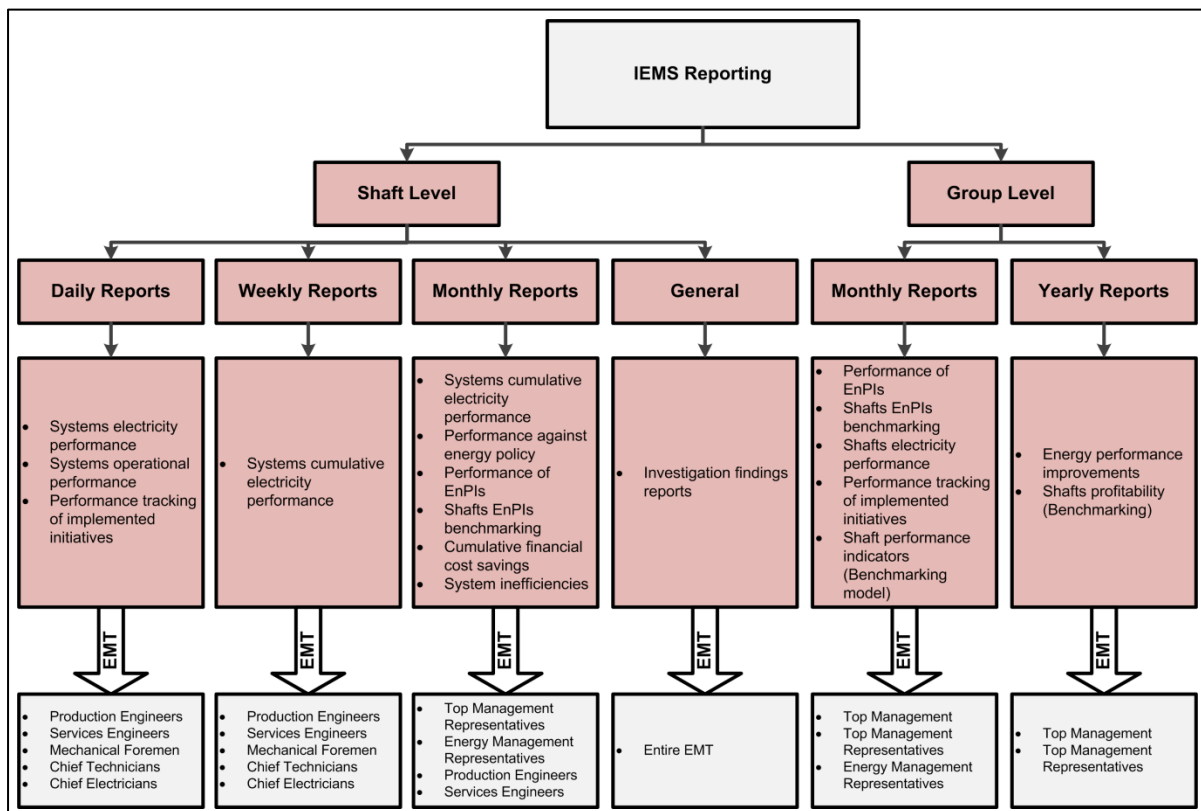 IEMS Reporting
Shaft Level
Group Level
Daily Reports
Weekly Reports
Monthly Reports
General
Monthly Reports
Yearly Reports
• Systems electricity
performance
• Systems operational
performance
• Performance tracking
of implemented
initiatives
• Systems cumulative
electricity
performance
• Systems cumulative
electricity
performance
• Performance against
energy policy
• Performance of
EnPIs
• Shafts EnPIs
benchmarking
• Cumulative financial
cost savings
• System inefficiencies
• Investigation findings
reports
• Performance of
EnPIs
• Shafts EnPIs
benchmarking
• Shafts electricity
performance
• Performance tracking
of implemented
initiatives
• Shaft performance
indicators
(Benchmarking
model)
• Energy performance
improvements
• Shafts profitability
(Benchmarking)
EMT
EMT
EMT
EMT
EMT
EMT
• Production Engineers
• Services Engineers
• Mechanical Foremen
• Chief Technicians
• Chief Electricians
• Production Engineers
• Services Engineers
• Mechanical Foremen
• Chief Technicians
• Chief Electricians
• Top Management
Representatives
• Energy Management
Representatives
• Production Engineers
• Services Engineers
• Entire EMT
• Top Management
• Top Management
Representatives
• Energy Management
Representatives
• Top Management
• Top Management
Representatives